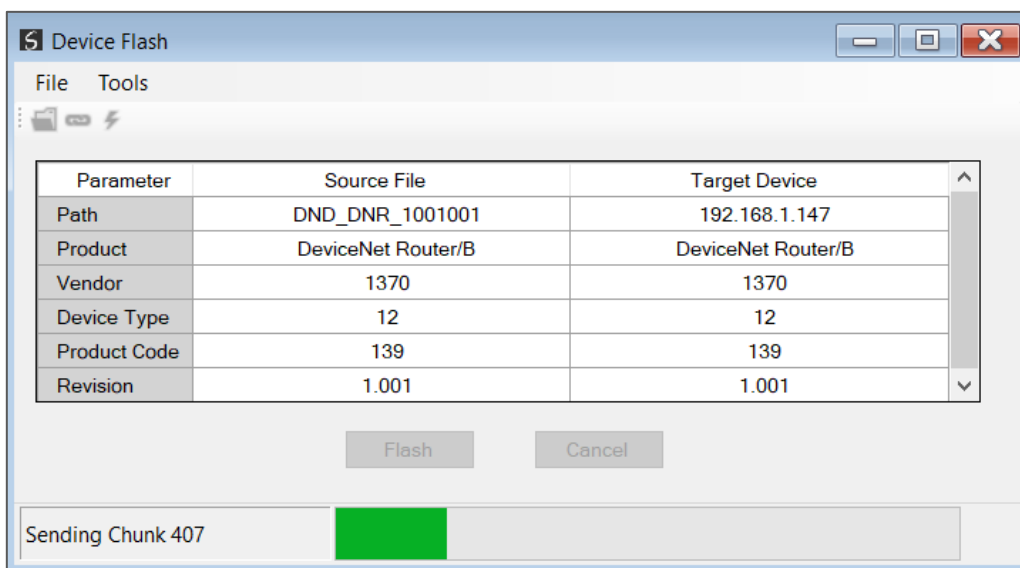 Device Flash
File Tools
Parameter Source File Target Device
Path DND_DNR_1001001 192.168.1.147
Product DeviceNet Router/B DeviceNet Router/B
Vendor 1370 1370
Device Type 12 12
Product Code 139 139
Revision 1.001 1.001
Flash Cancel
Sending Chunk 407